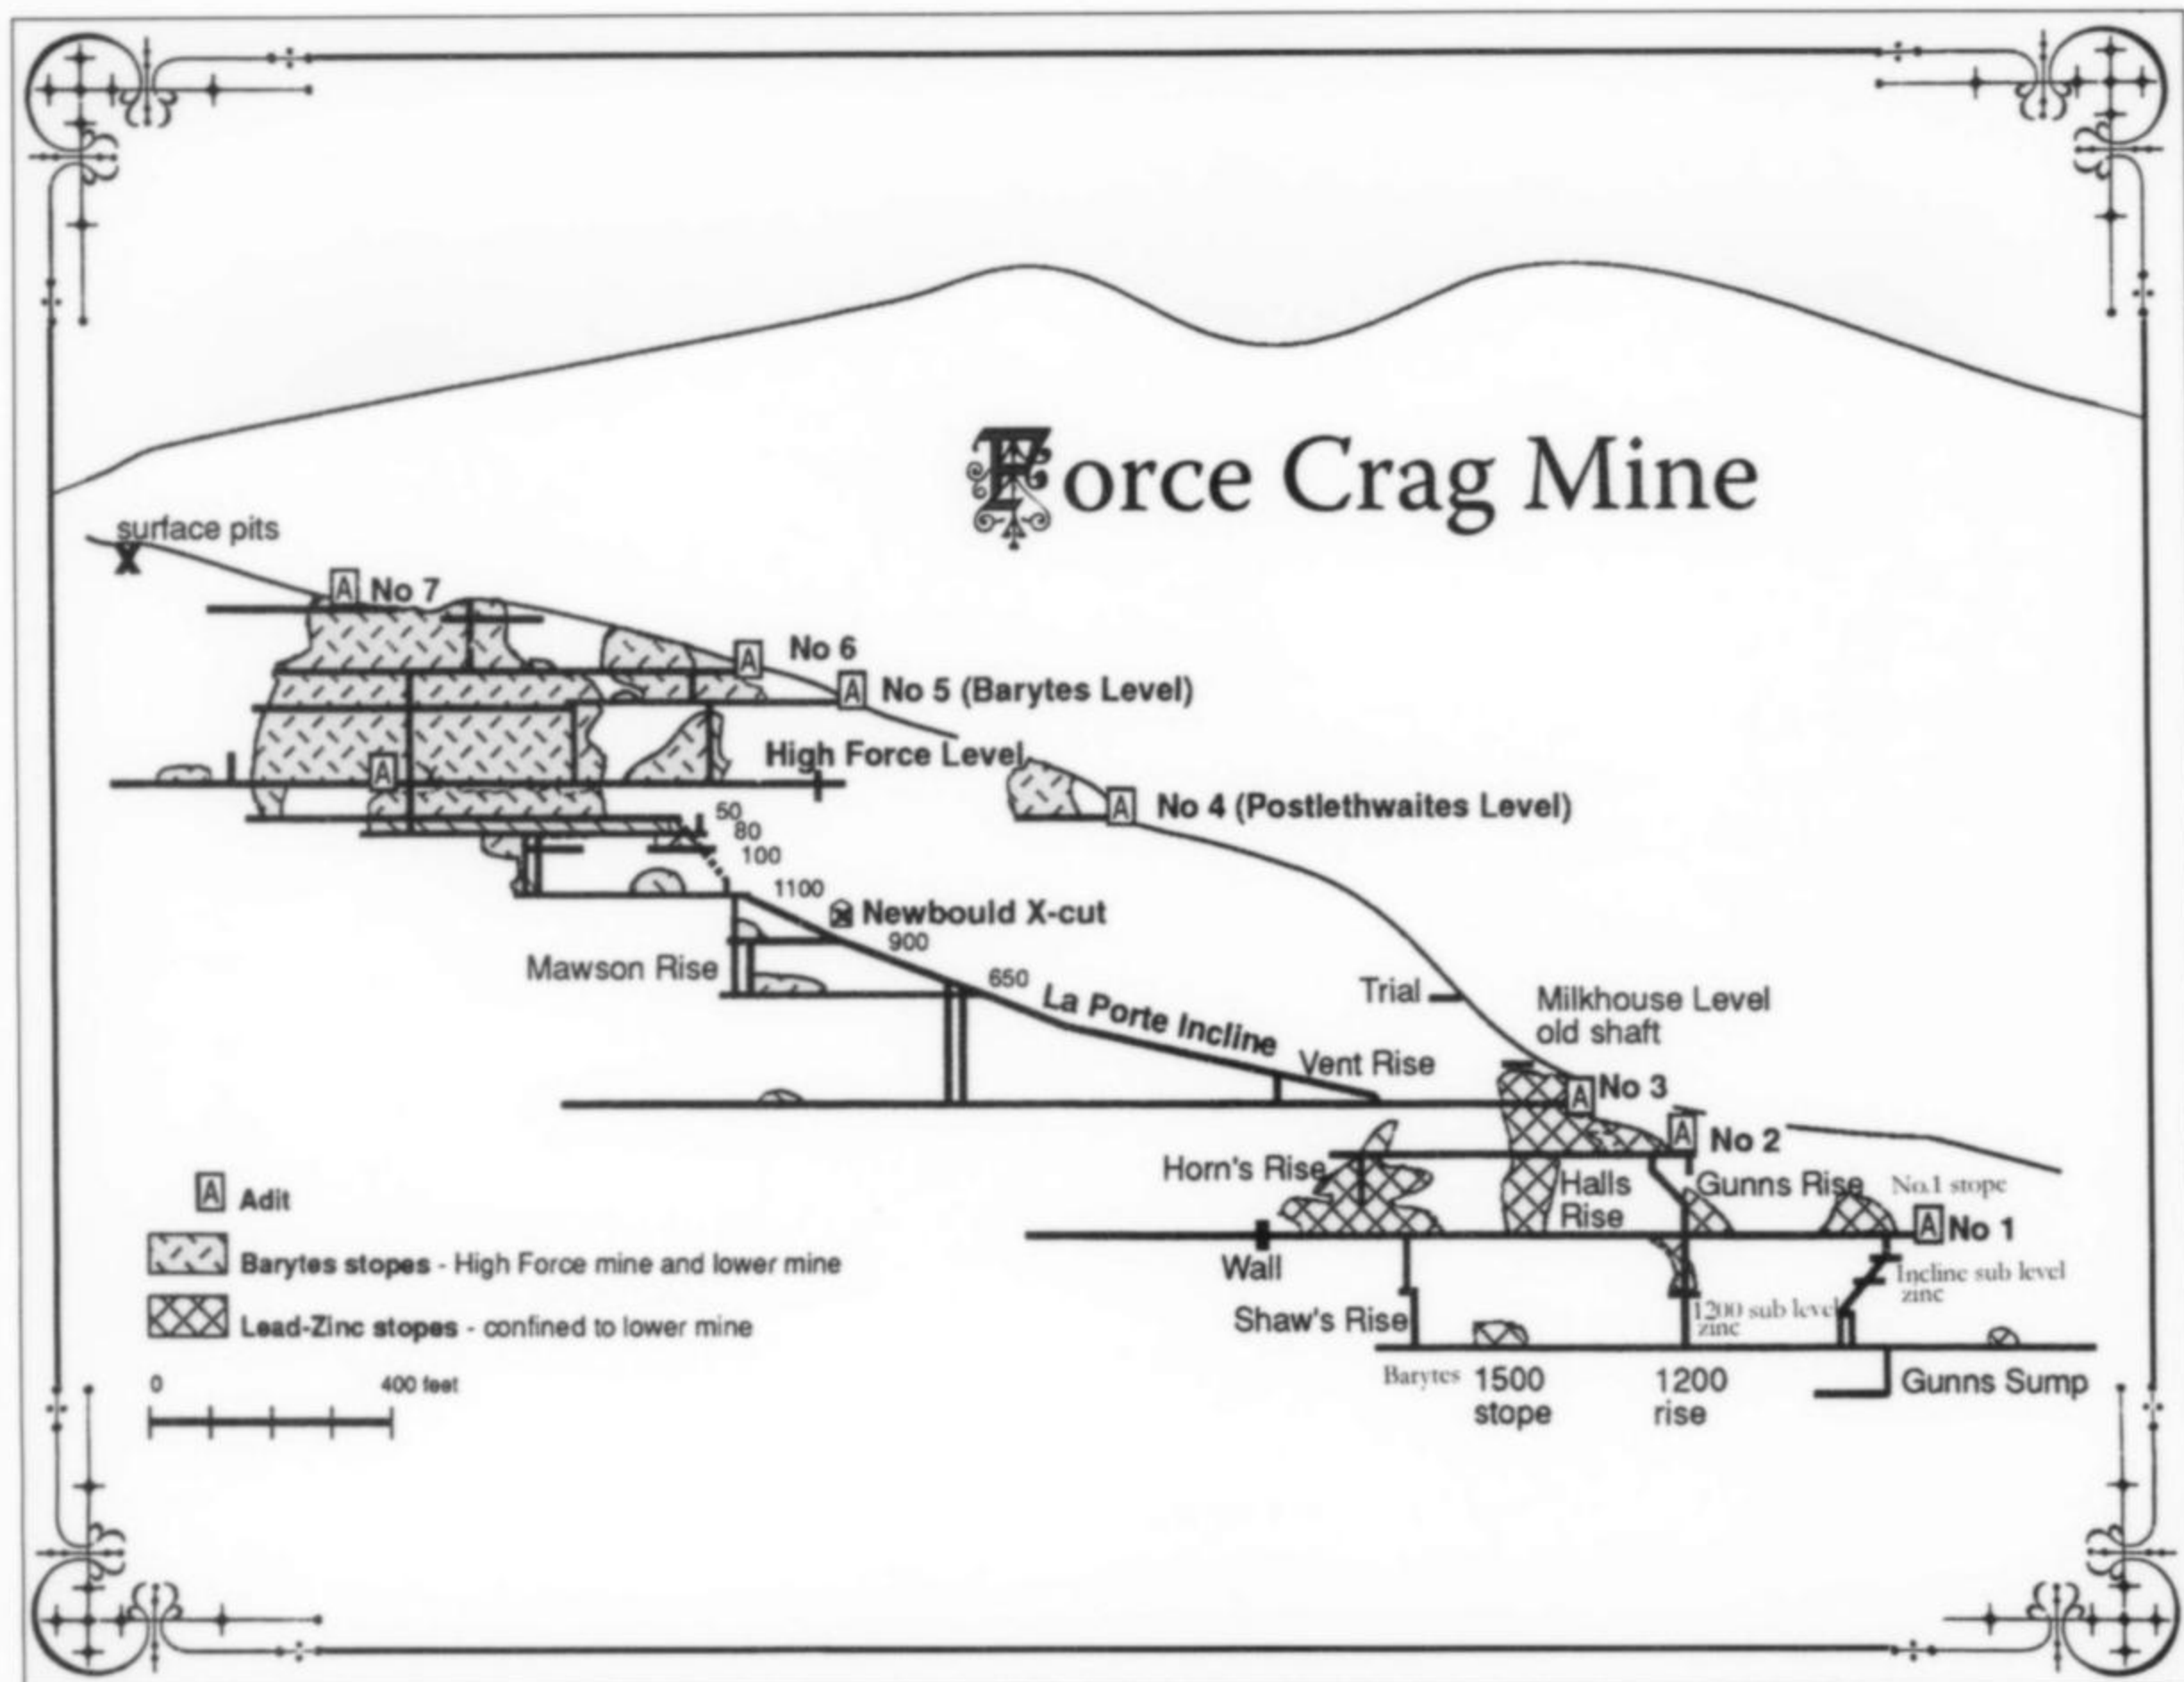 Force Crag Mine
surface pits
X
A No 7
A No 6
A No 5 (Barytes Level)
High Force Level
A
A No 4 (Postlethwaites Level)
50
80
100
1100
Newbould X-cut
900
Mawson Rise
650
La Porte Incline
Trial
Milkhouse Level
old shaft
Vent Rise
A No 3
A No 2
Horn's Rise
Halls
Rise
Gunns Rise
No.1 stope
A No 1
Wall
Incline sub level
zinc
Shaw's Rise
1200 sub level
zinc
Barytes
1500
stope
1200
rise
Gunns Sump
A Adit
Barytes stopes - High Force mine and lower mine
Lead-Zinc stopes - confined to lower mine
0 400 feet